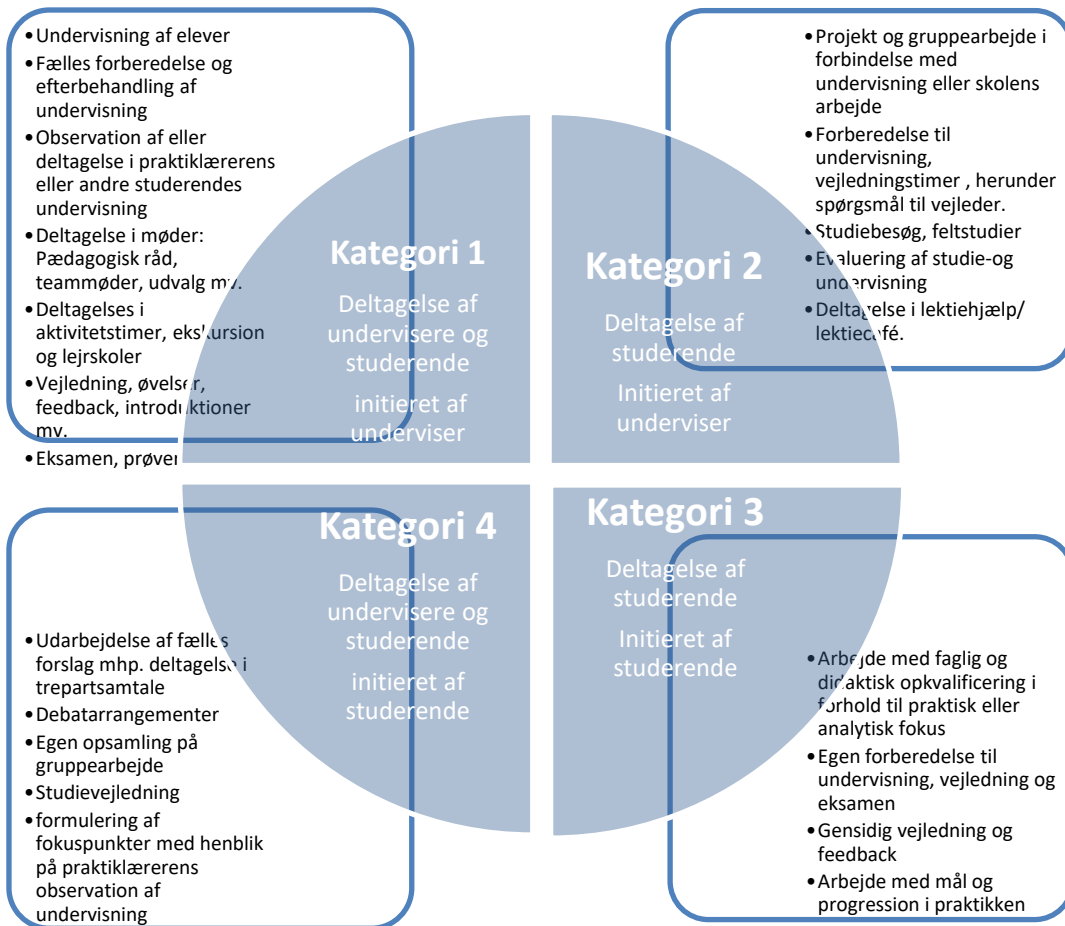 •Undervisning af elever
•Fælles forberedelse og
efterbehandling af
undervisning
•Observation af eller
deltagelse i praktiklærerens
eller andre studerendes
undervisning
•Deltagelse i møder:
Pædagogisk råd,
teammøder, udvalg mv.
•Deltagelses i
aktivitetstimer, ekskursion
og lejrskoler
•Vejledning, øvelser,
feedback, introduktioner
mv.
•Eksamen, prøver
Kategori 1
Deltagelse af
undervisere og
studerende
initieret af
underviser
•Projekt og gruppearbejde i
forbindelse med
undervisning eller skolens
arbejde
•Forberedelse til
undervisning,
vejledningstimer , herunder
spørgsmål til vejleder.
•Studiebesøg, feltstudier
•Evaluering af studie-og
undervisning
•Deltagelse i lektiehjælp/
lektiecafé.
Kategori 2
Deltagelse af
studerende
Initieret af
underviser
Kategori 4
Deltagelse af
undervisere og
studerende
initieret af
studerende
•Udarbejdelse af fælles
forslag mhp. deltagelse i
trepartsamtale
•Debatarrangementer
•Egen opsamling på
gruppearbejde
•Studievejledning
•formulering af
fokuspunkter med henblik
på praktiklærerens
observation af
undervisning
Kategori 3
Deltagelse af
studerende
Initieret af
studerende
•Arbejde med faglig og
didaktisk opkvalificering i
forhold til praktisk eller
analytisk fokus
•Egen forberedelse til
undervisning, vejledning og
eksamen
•Gensidig vejledning og
feedback
•Arbejde med mål og
progression i praktikken